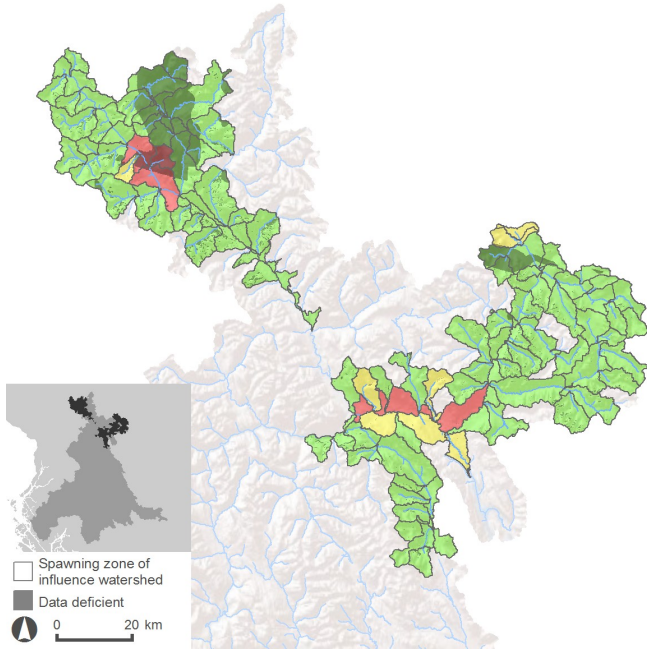 Spawning zone of
influence watershed
Data deficient
0 20 km